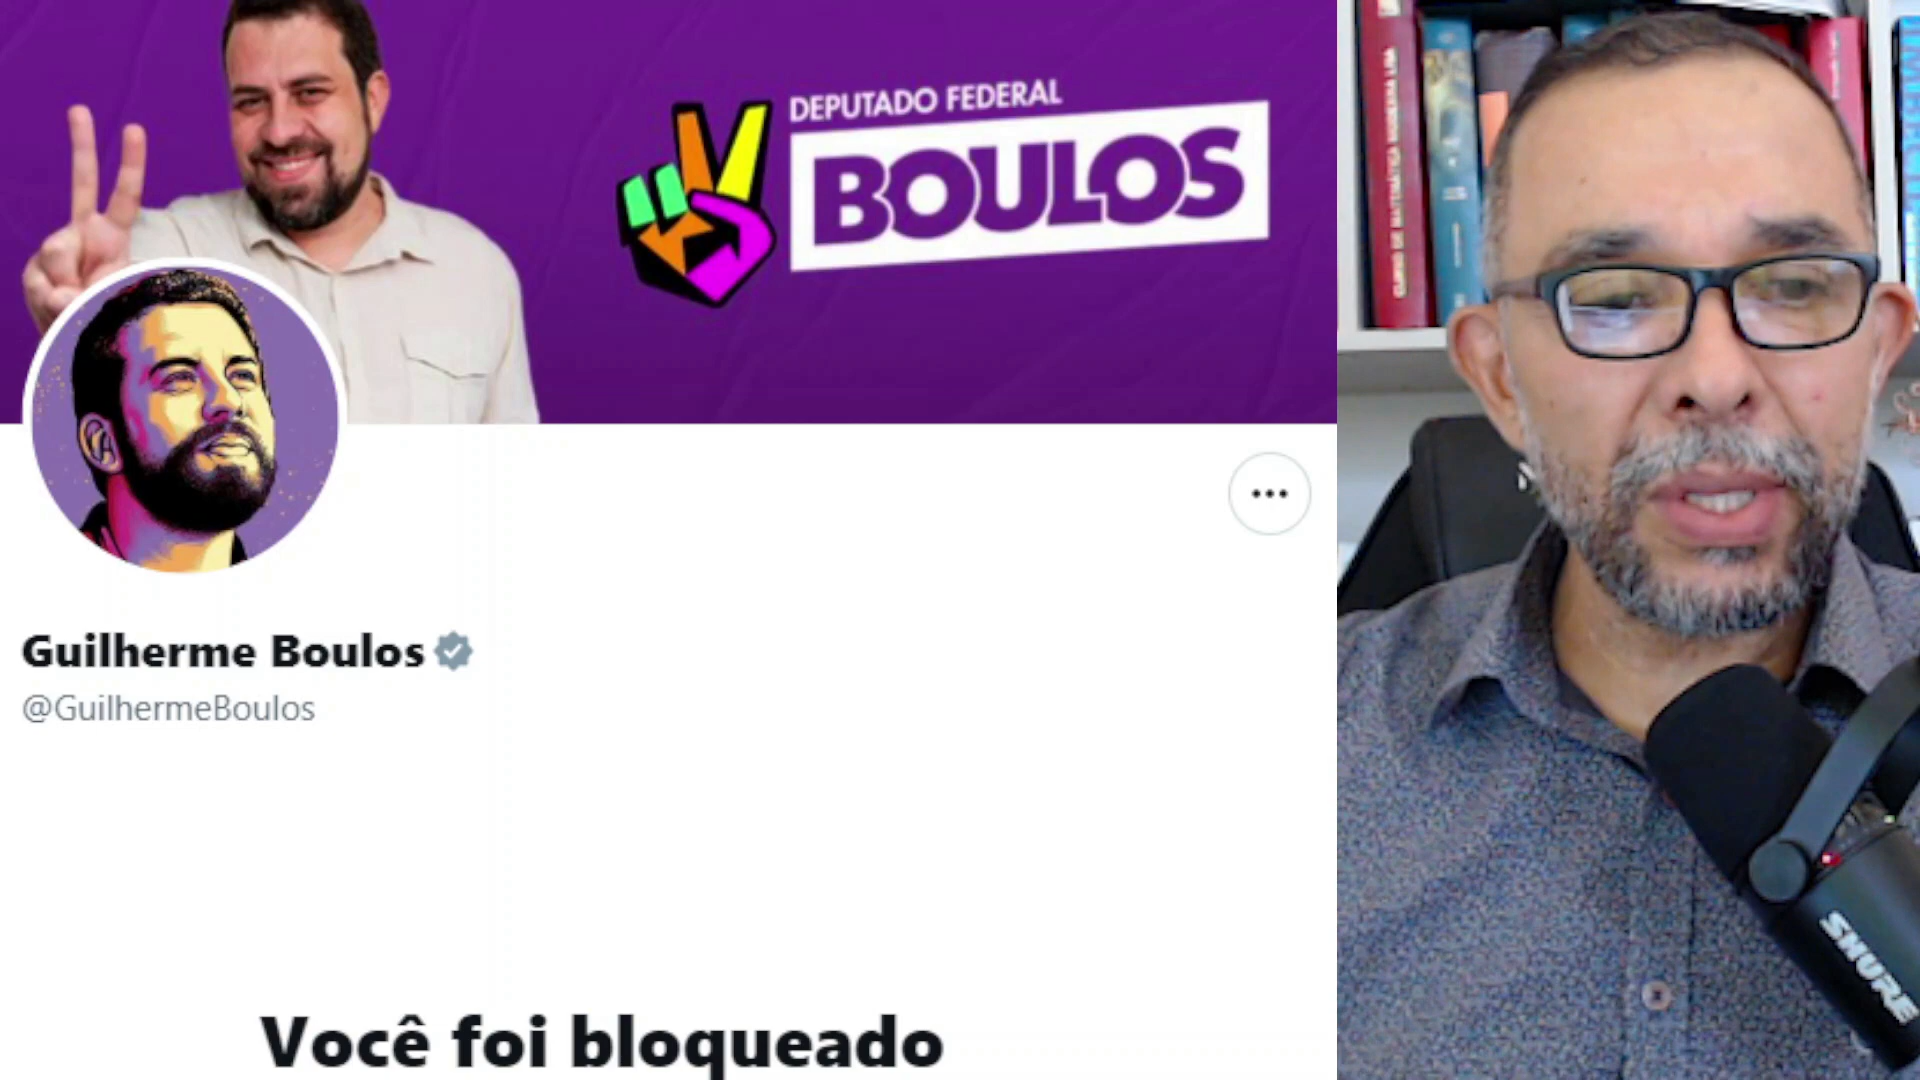 DEPUTADO FEDERAL
BOULOS
Guilherme Boulos
@GuilhermeBoulos
Você foi bloqueado
SHURE